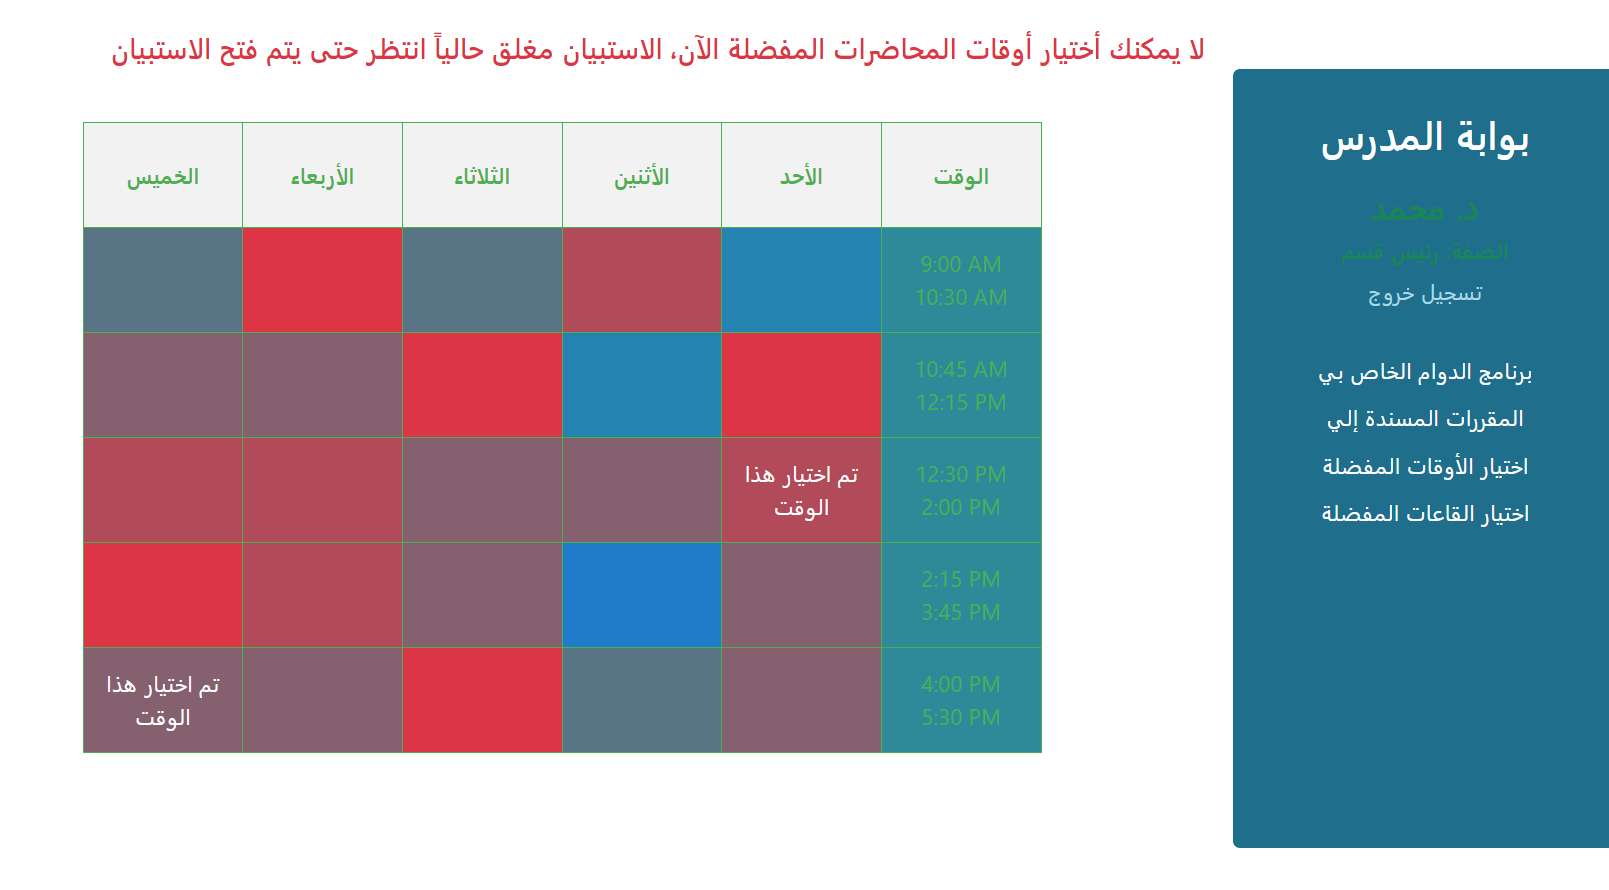 لا يمكنك أختيار أوقات المحاضرات المفضلة الآن، الاستبيان مغلق حالياً انتظر حتى يتم فتح الاستبيان
بوابة المدرس
د. محمد
الصفة: رئيس قسم
تسجيل خروج
برنامج الدوام الخاص بي
المقررات المسندة إلي
اختيار الأوقات المفضلة
اختيار القاعات المفضلة
الوقت الأحد الأثنين الثلاثاء الأربعاء الخميس
9:00 AM
10:30 AM
10:45 AM
12:15 PM
12:30 PM
2:00 PM
تم اختيار هذا
الوقت
2:15 PM
3:45 PM
4:00 PM
5:30 PM
تم اختيار هذا
الوقت